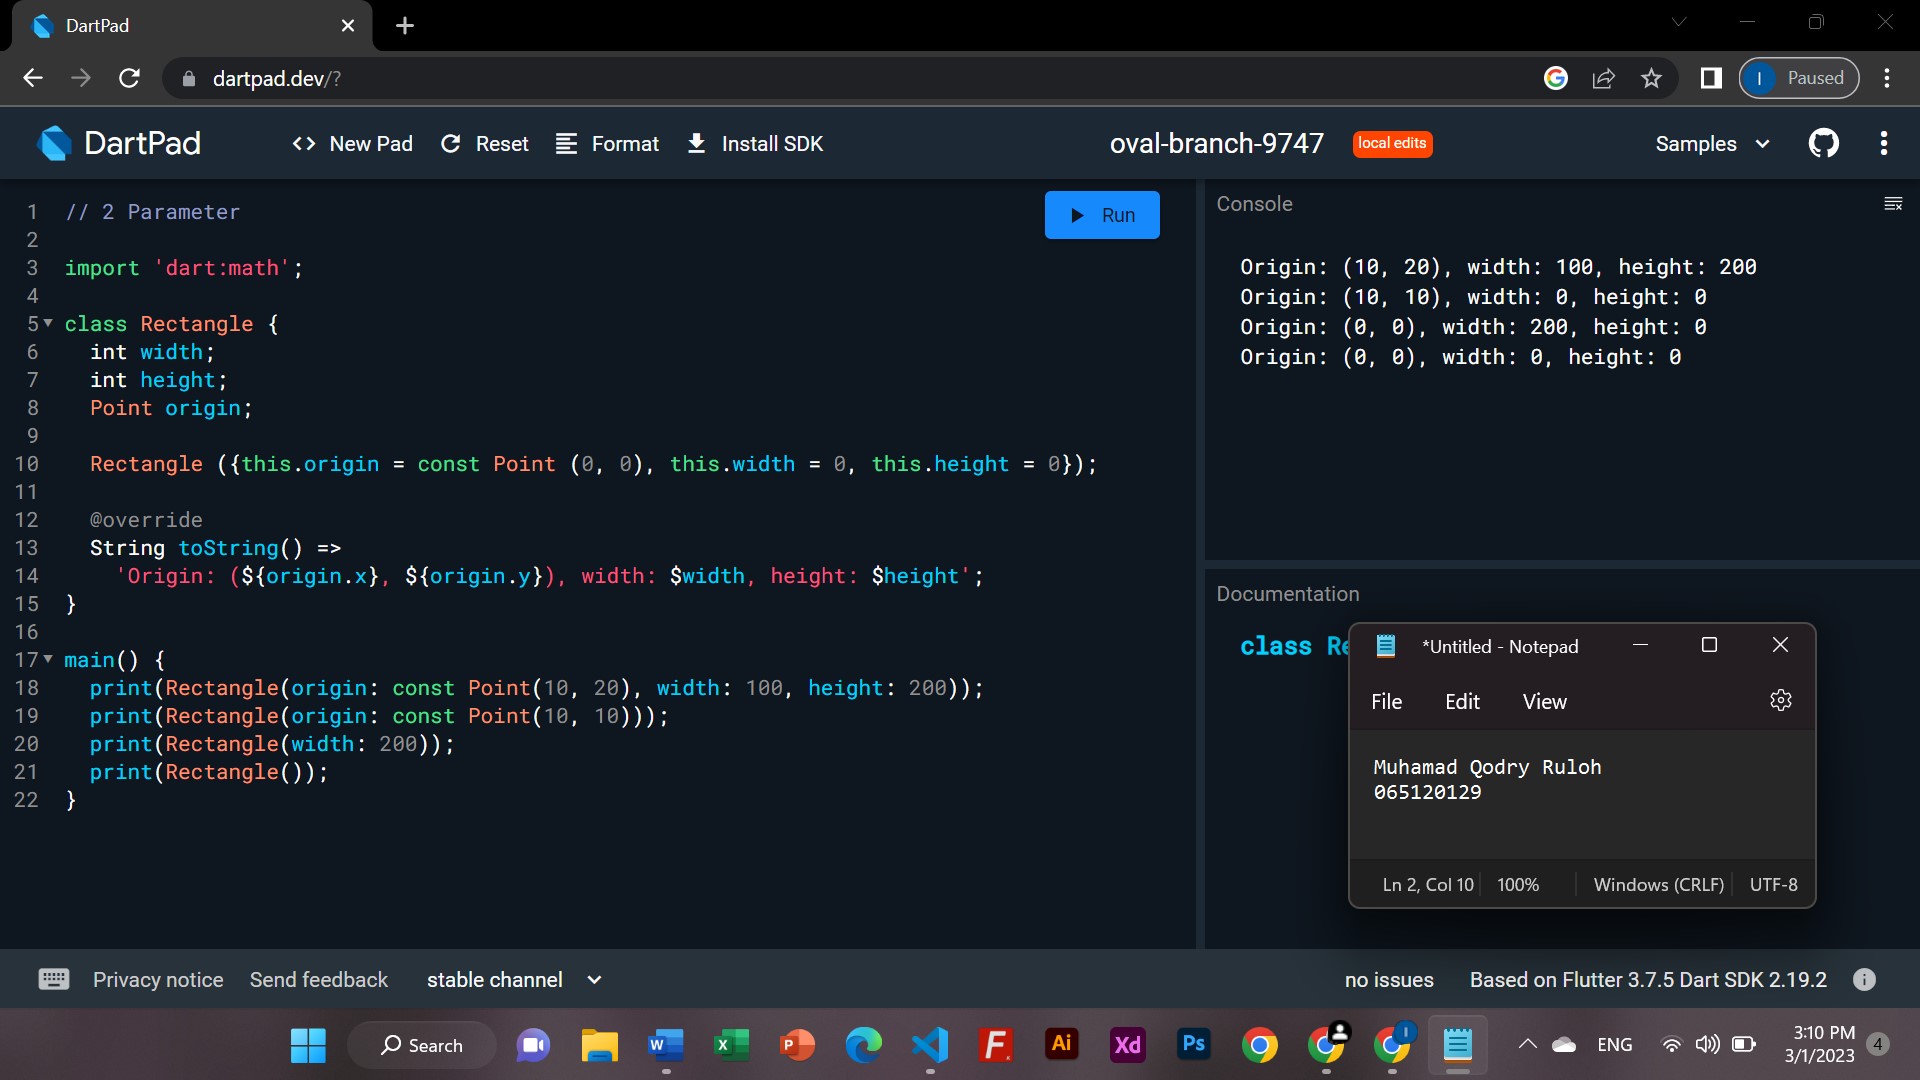 DartPad
dartpad.dev/?
Paused
DartPad
New Pad
Reset
Format
Install SDK
oval-branch-9747
local edits
Samples
Run
1 // 2 Parameter
2
3 import 'dart:math';
4
5 class Rectangle {
6   int width;
7   int height;
8   Point origin;
9
10   Rectangle ({this.origin = const Point (0, 0), this.width = 0, this.height = 0});
11
12   @override
13   String toString() =>
14     'Origin: (${origin.x}, ${origin.y}), width: $width, height: $height';
15 }
16
17 main() {
18   print(Rectangle(origin: const Point(10, 20), width: 100, height: 200));
19   print(Rectangle(origin: const Point(10, 10)));
20   print(Rectangle(width: 200));
21   print(Rectangle());
22 }
Console
Origin: (10, 20), width: 100, height: 200
Origin: (10, 10), width: 0, height: 0
Origin: (0, 0), width: 200, height: 0
Origin: (0, 0), width: 0, height: 0
Documentation
class Re
*Untitled - Notepad
File Edit View
Muhamad Qodry Ruloh
065120129
Ln 2, Col 10
100%
Windows (CRLF)
UTF-8
Privacy notice
Send feedback
stable channel
no issues
Based on Flutter 3.7.5 Dart SDK 2.19.2
Search
ENG
3:10 PM
3/1/2023
4